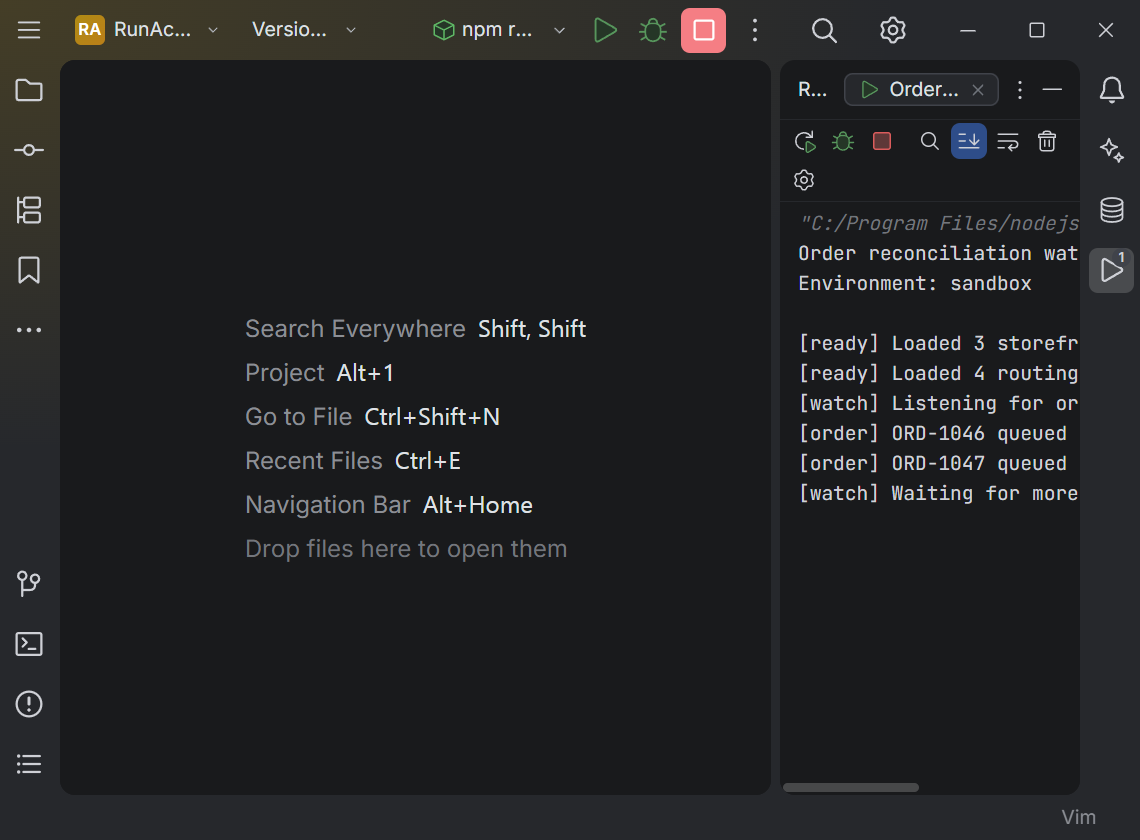 RA RunAc... Versio... npm r...
R... Order...
"C:/Program Files/nodejs
Order reconciliation wat
Environment: sandbox
[ready] Loaded 3 storefr
[ready] Loaded 4 routing
[watch] Listening for or
[order] ORD-1046 queued
[order] ORD-1047 queued
[watch] Waiting for more
1
Search Everywhere Shift, Shift
Project Alt+1
Go to File Ctrl+Shift+N
Recent Files Ctrl+E
Navigation Bar Alt+Home
Drop files here to open them
Vim